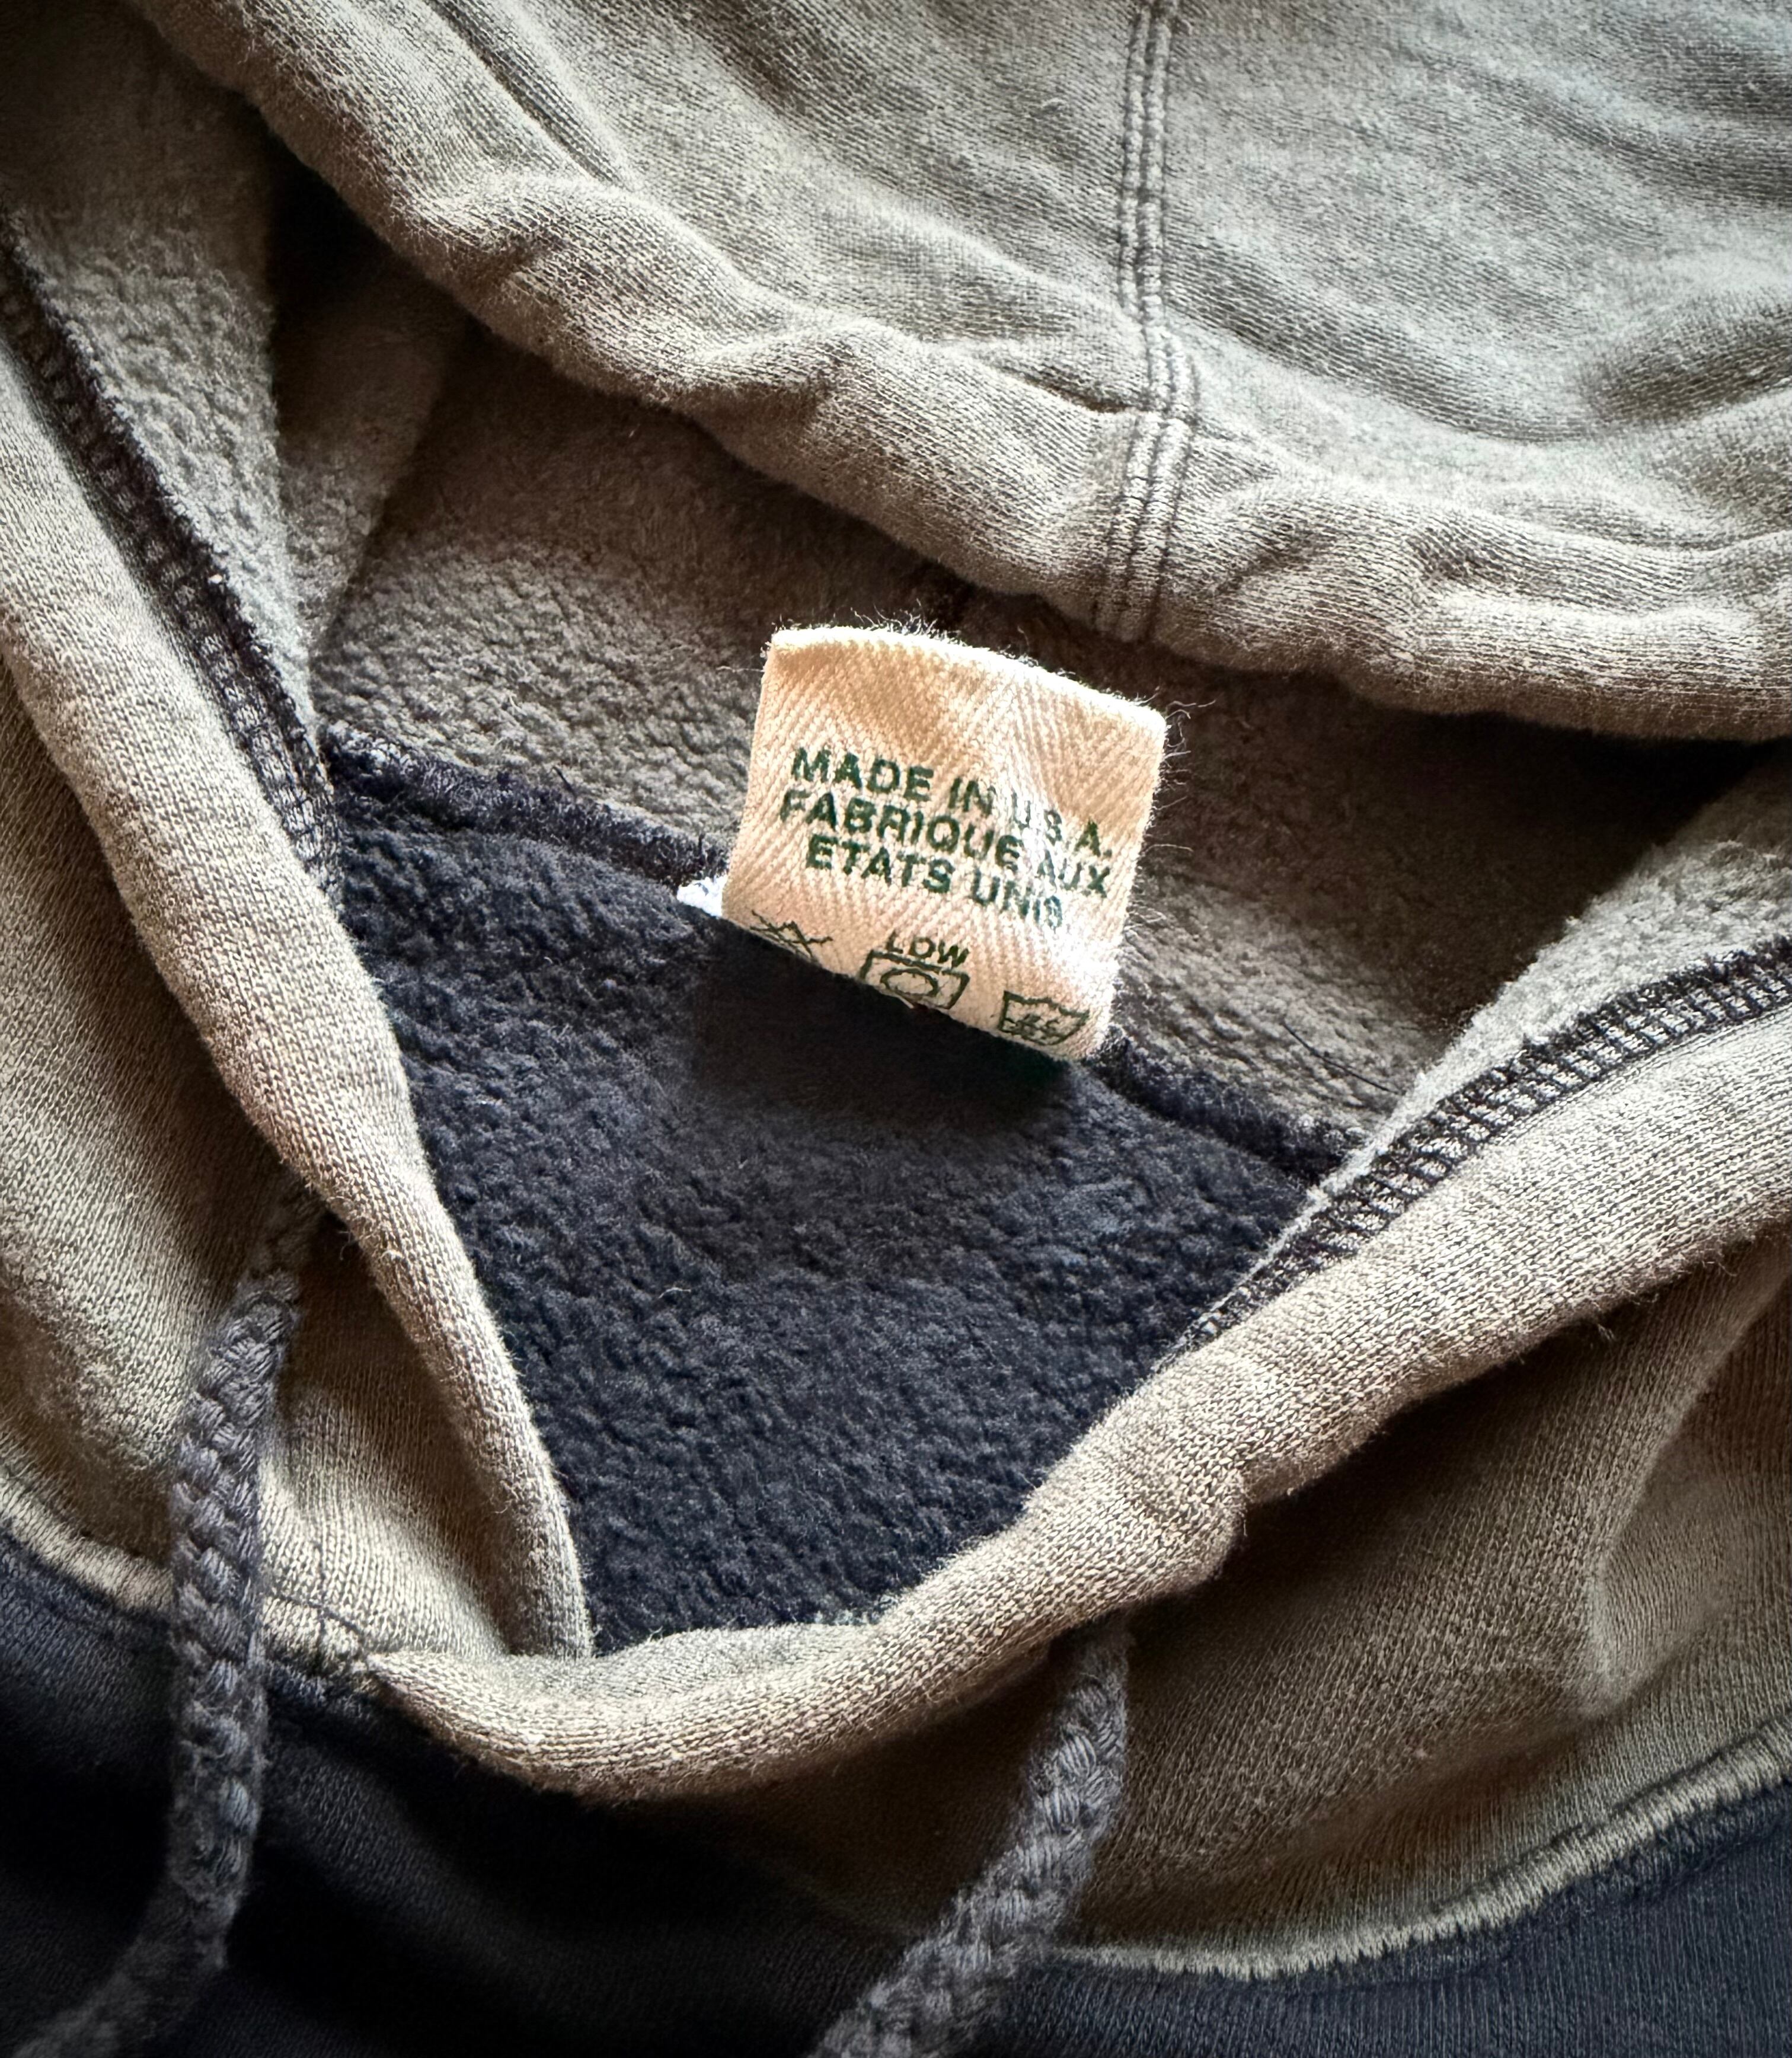 MADE IN U.S.A.
FABRIQUE AUX
ETATS UNIS
LOW